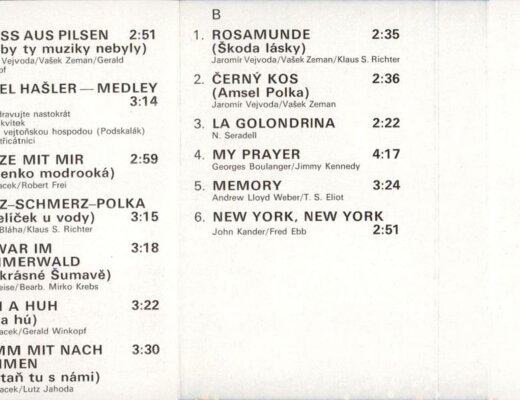 SS AUS PILSEN 2:51
by ty muziky nebyly)
Vejvoda/Vašek Zeman/Gerald
pf
EL HAŠLER — MEDLEY
3:14
dravujte nastokrát
kvítek
vejtoňskou hospodou (Podskalák)
třicátníci
ZE MIT MIR 2:59
enko modrooká)
acek/Robert Frei
Z-SCHMERZ-POLKA
elíček u vody) 3:15
Bláha/Klaus S. Richter
WAR IM 3:18
MERWALD
krásné Šumavě)
eise/Bearb. Mirko Krebs
A HUH 3:22
a hú)
acek/Gerald Winkopf
MM MIT NACH 3:30
MEN
taň tu s námi)
acek/Lutz Jahoda
B
1. ROSAMUNDE 2:35
(Škoda lásky)
Jaromír Vejvoda/Vašek Zeman/Klaus S. Richter
2. ČERNÝ KOS 2:36
(Amsel Polka)
Jaromír Vejvoda/Vašek Zeman
3. LA GOLONDRINA 2:22
N. Seradell
4. MY PRAYER 4:17
Georges Boulanger/Jimmy Kennedy
5. MEMORY 3:24
Andrew Lloyd Weber/T. S. Eliot
6. NEW YORK, NEW YORK
John Kander/Fred Ebb 2:51